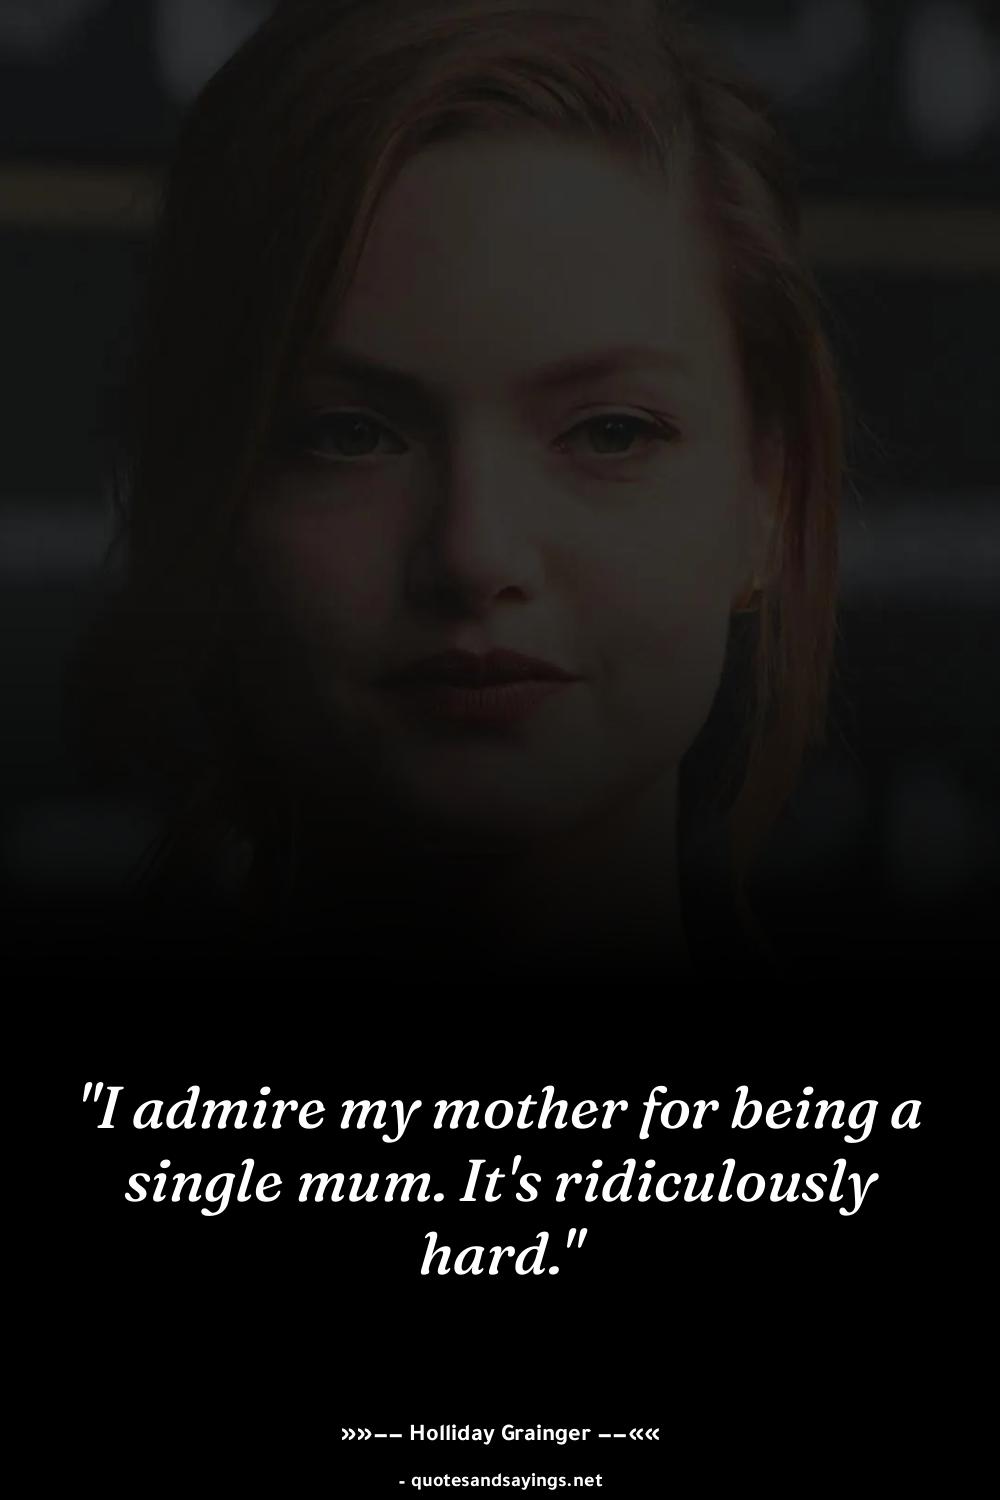 "I admire my mother for being a
single mum. It's ridiculously
hard."
»»–– Holliday Grainger ––««
- quotesandsayings.net